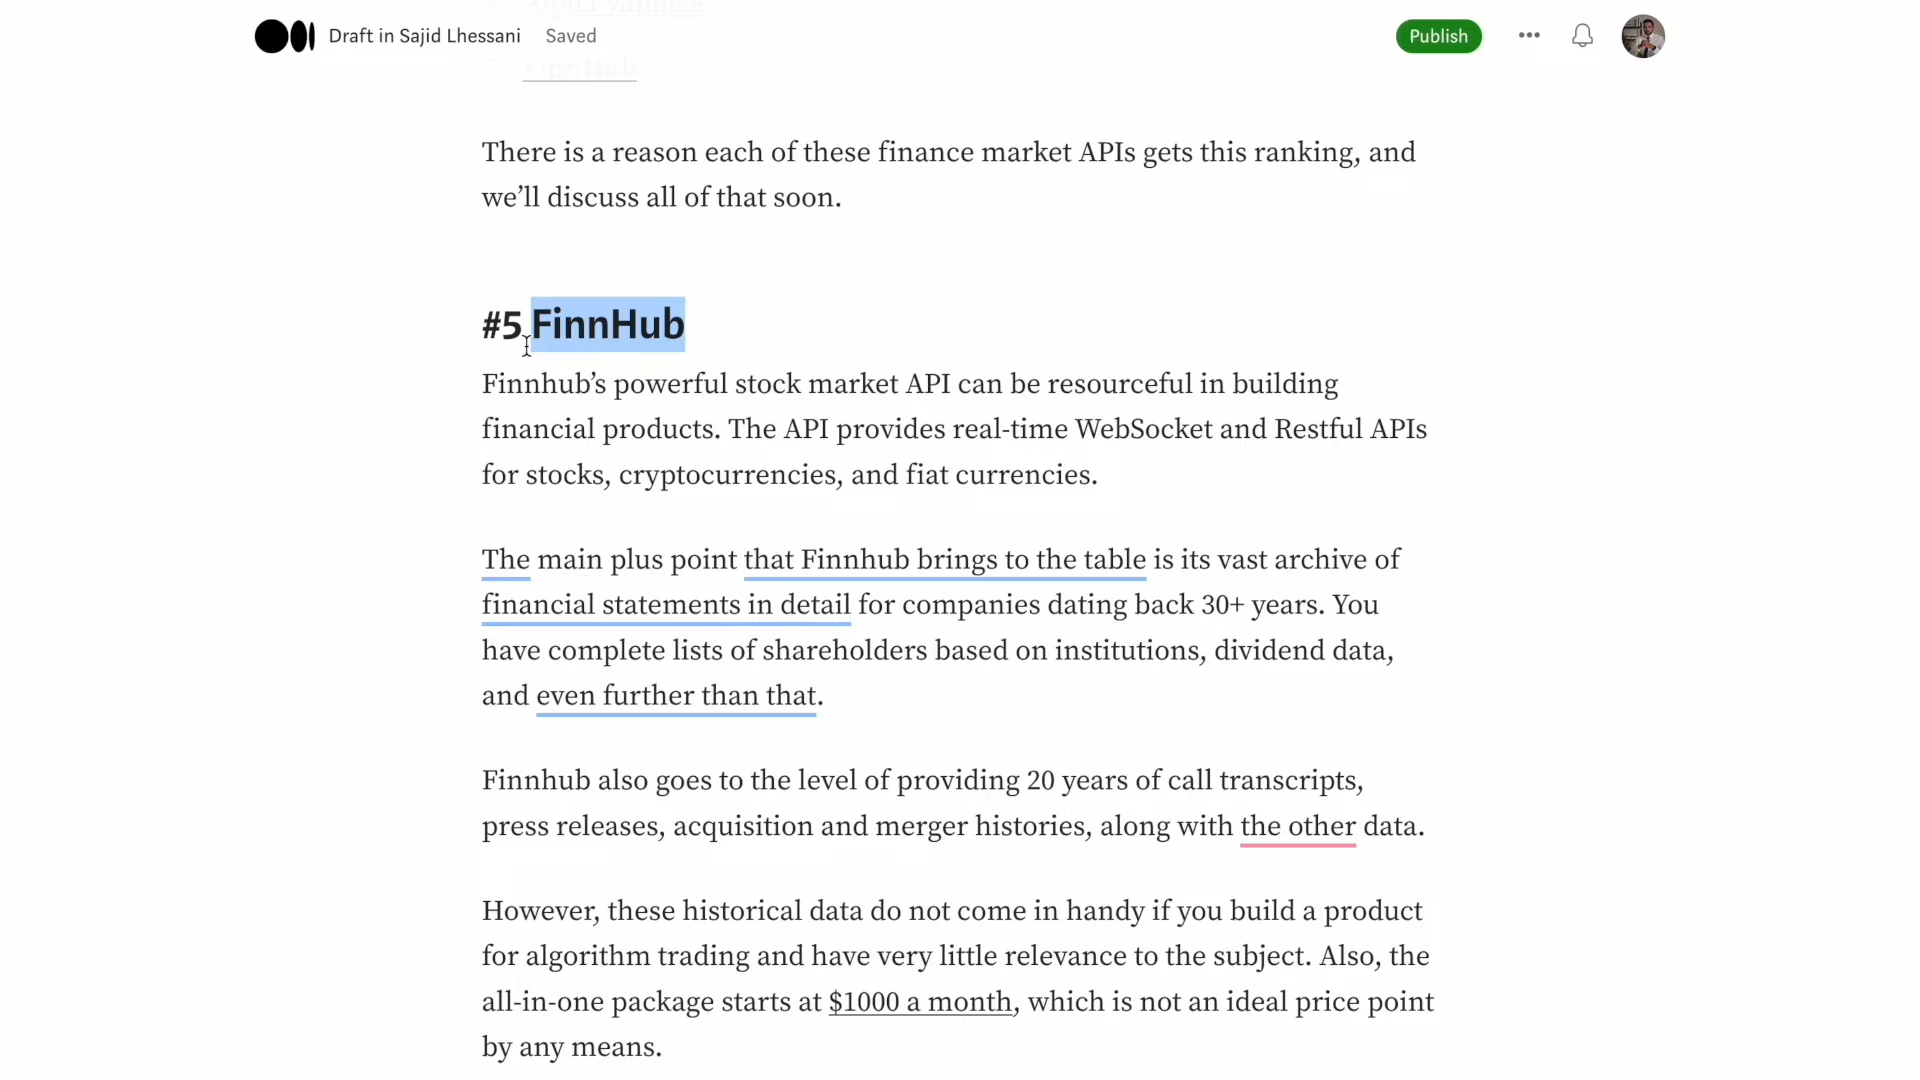 Draft in Sajid Lhessani Saved Publish
There is a reason each of these finance market APIs gets this ranking, and
we’ll discuss all of that soon.
#5 FinnHub
Finnhub’s powerful stock market API can be resourceful in building
financial products. The API provides real-time WebSocket and Restful APIs
for stocks, cryptocurrencies, and fiat currencies.
The main plus point that Finnhub brings to the table is its vast archive of
financial statements in detail for companies dating back 30+ years. You
have complete lists of shareholders based on institutions, dividend data,
and even further than that.
Finnhub also goes to the level of providing 20 years of call transcripts,
press releases, acquisition and merger histories, along with the other data.
However, these historical data do not come in handy if you build a product
for algorithm trading and have very little relevance to the subject. Also, the
all-in-one package starts at $1000 a month, which is not an ideal price point
by any means.